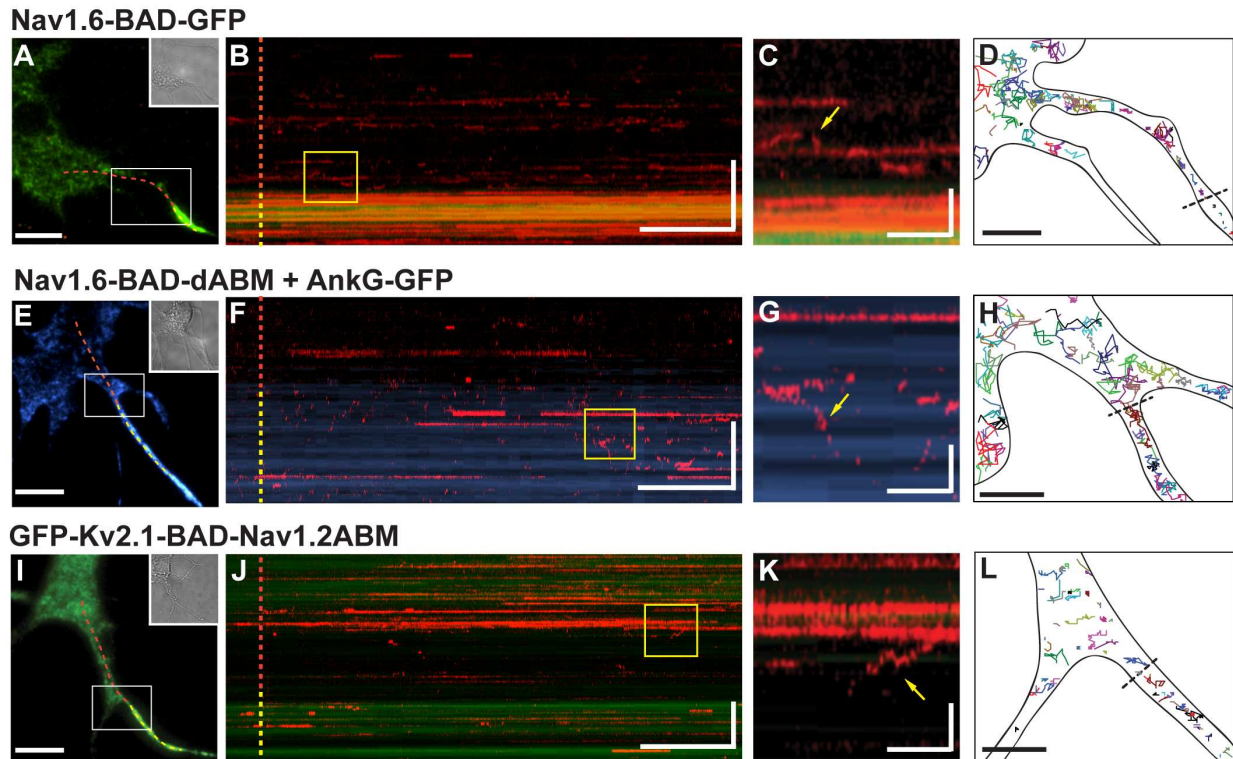 Nav1.6-BAD-GFP
A B C D
Nav1.6-BAD-dABM + AnkG-GFP
E F G H
GFP-Kv2.1-BAD-Nav1.2ABM
I J K L